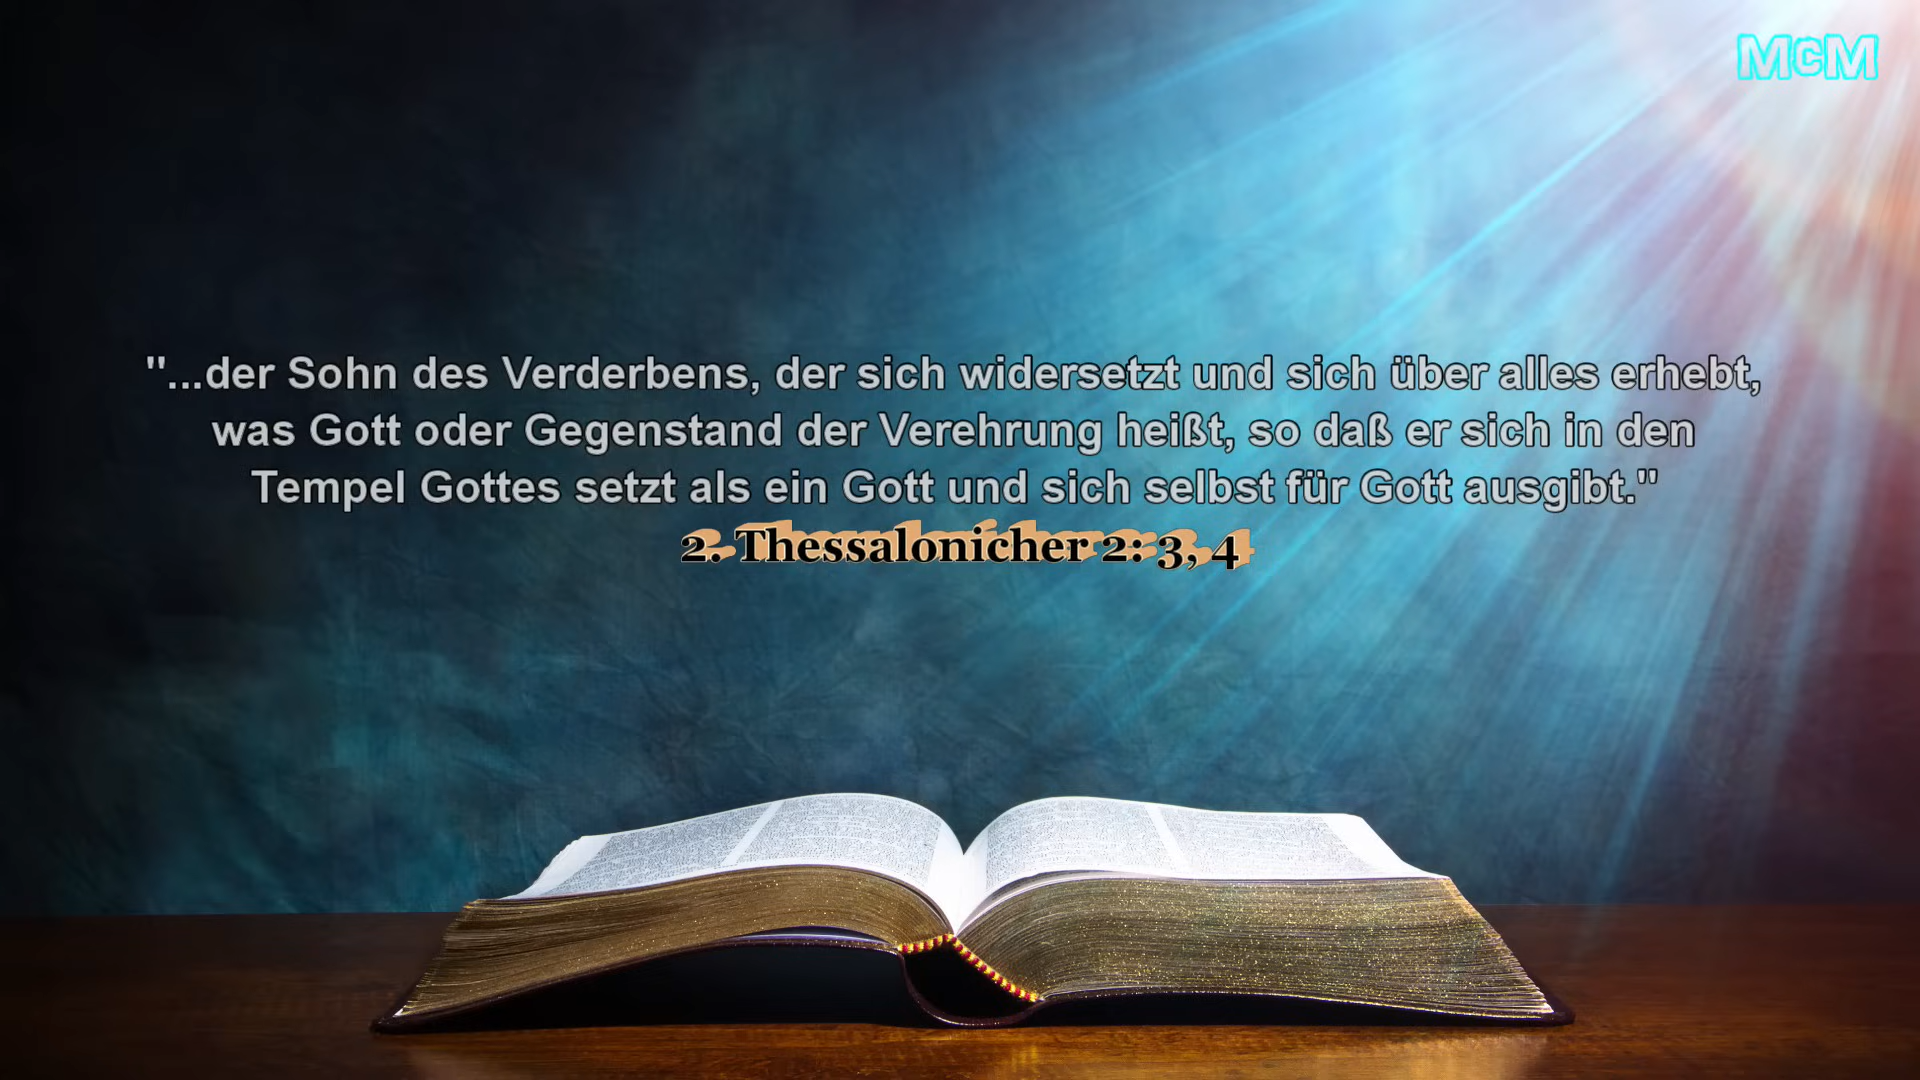 McM
"...der Sohn des Verderbens, der sich widersetzt und sich über alles erhebt,
was Gott oder Gegenstand der Verehrung heißt, so daß er sich in den
Tempel Gottes setzt als ein Gott und sich selbst für Gott ausgibt."
2. Thessalonicher 2: 3, 4